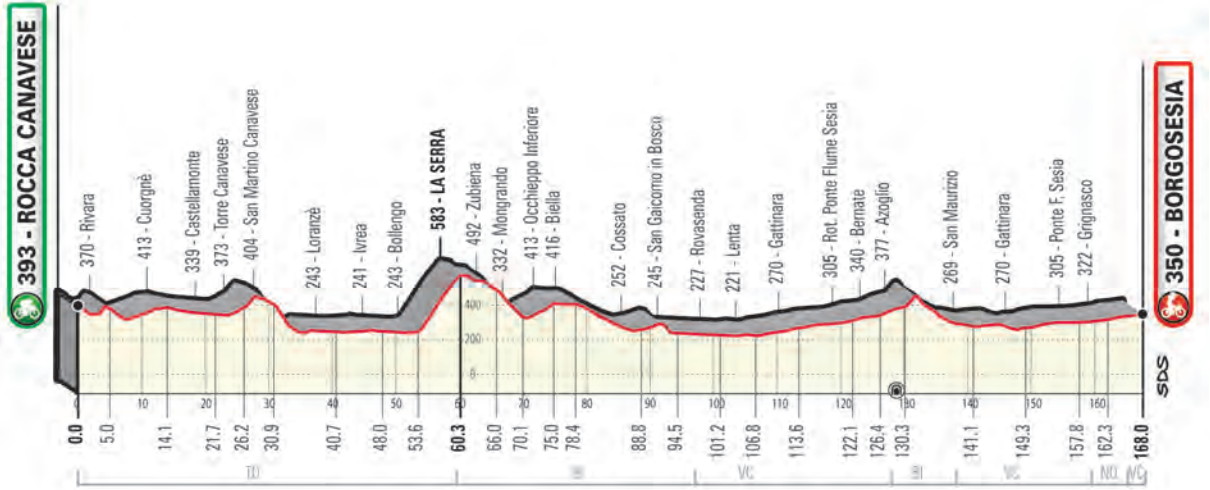 393 - ROCCA CANAVESE
370 - Rivara
413 - Cuorgnè
339 - Castellamonte
373 - Torre Canavese
404 - San Martino Canavese
243 - Loranzè
241 - Ivrea
243 - Bollengo
583 - LA SERRA
492 - Zubiena
332 - Mongrando
413 - Occhieppo Inferiore
416 - Biella
252 - Cossato
245 - San Gaicomo in Bosco
227 - Rovasenda
221 - Lenta
270 - Gattinara
305 - Rot. Ponte Flume Sesia
340 - Bernate
377 - Azoglio
269 - San Maurizio
270 - Gattinara
305 - Ponte F. Sesia
322 - Grignasco
350 - BORGOSESIA
400
200
0
0 10 20 30 40 50 60 70 80 90 100 110 120 130 140 150 160
0.0 5.0 14.1 21.7 26.2 30.9 40.7 48.0 53.6 60.3 66.0 70.1 75.0 78.4 88.8 94.5 101.2 106.8 113.6 122.1 126.4 130.3 141.1 149.3 157.8 162.3 168.0
SDS
TO BI VC BI VC NO VC